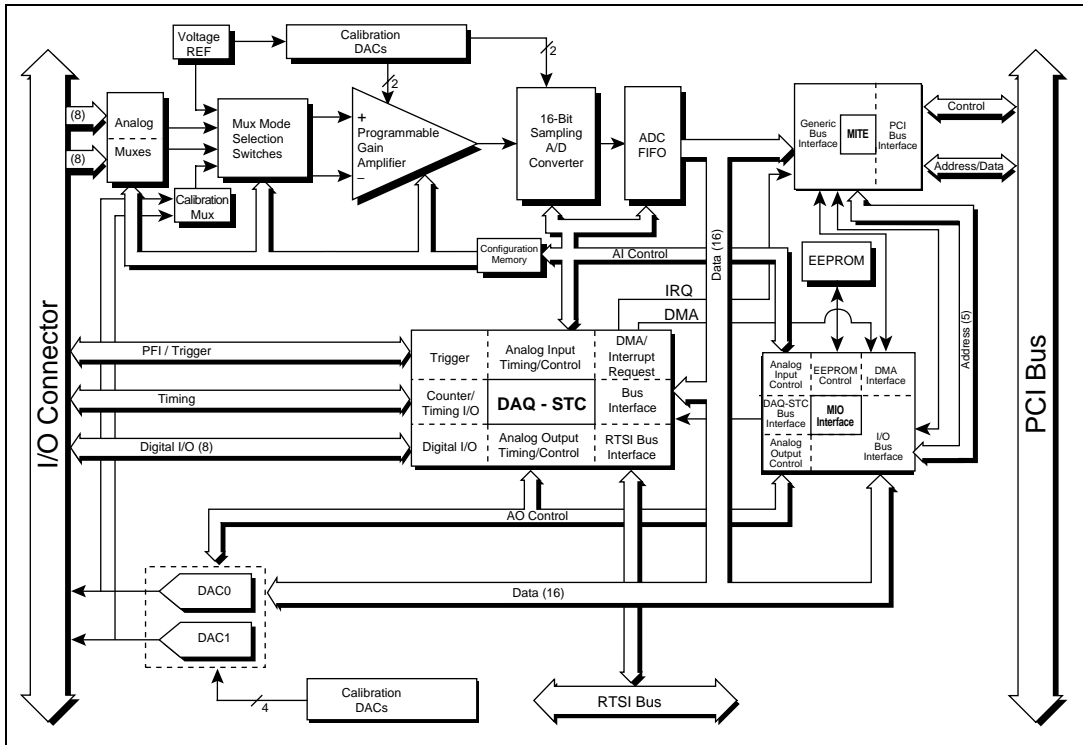 Voltage
REF
Calibration
DACs
2
2
(8)
(8)
Analog
Muxes
Mux Mode
Selection
Switches
+
Programmable
Gain
Amplifier
–
16-Bit
Sampling
A/D
Converter
ADC
FIFO
Generic
Bus
Interface
MITE
PCI
Bus
Interface
Control
Address/Data
Calibration
Mux
Configuration
Memory
AI Control
Data (16)
EEPROM
Address (5)
IRQ
DMA
I/O Connector
PCI Bus
PFI / Trigger
Timing
Digital I/O (8)
Trigger
Analog Input
Timing/Control
DMA/
Interrupt
Request
Counter/
Timing I/O
DAQ - STC
Bus
Interface
Digital I/O
Analog Output
Timing/Control
RTSI Bus
Interface
Analog
Input
Control
EEPROM
Control
DMA
Interface
DAQ-STC
Bus
Interface
MIO
Interface
Analog
Output
Control
I/O
Bus
Interface
AO Control
DAC0
Data (16)
DAC1
4
Calibration
DACs
RTSI Bus